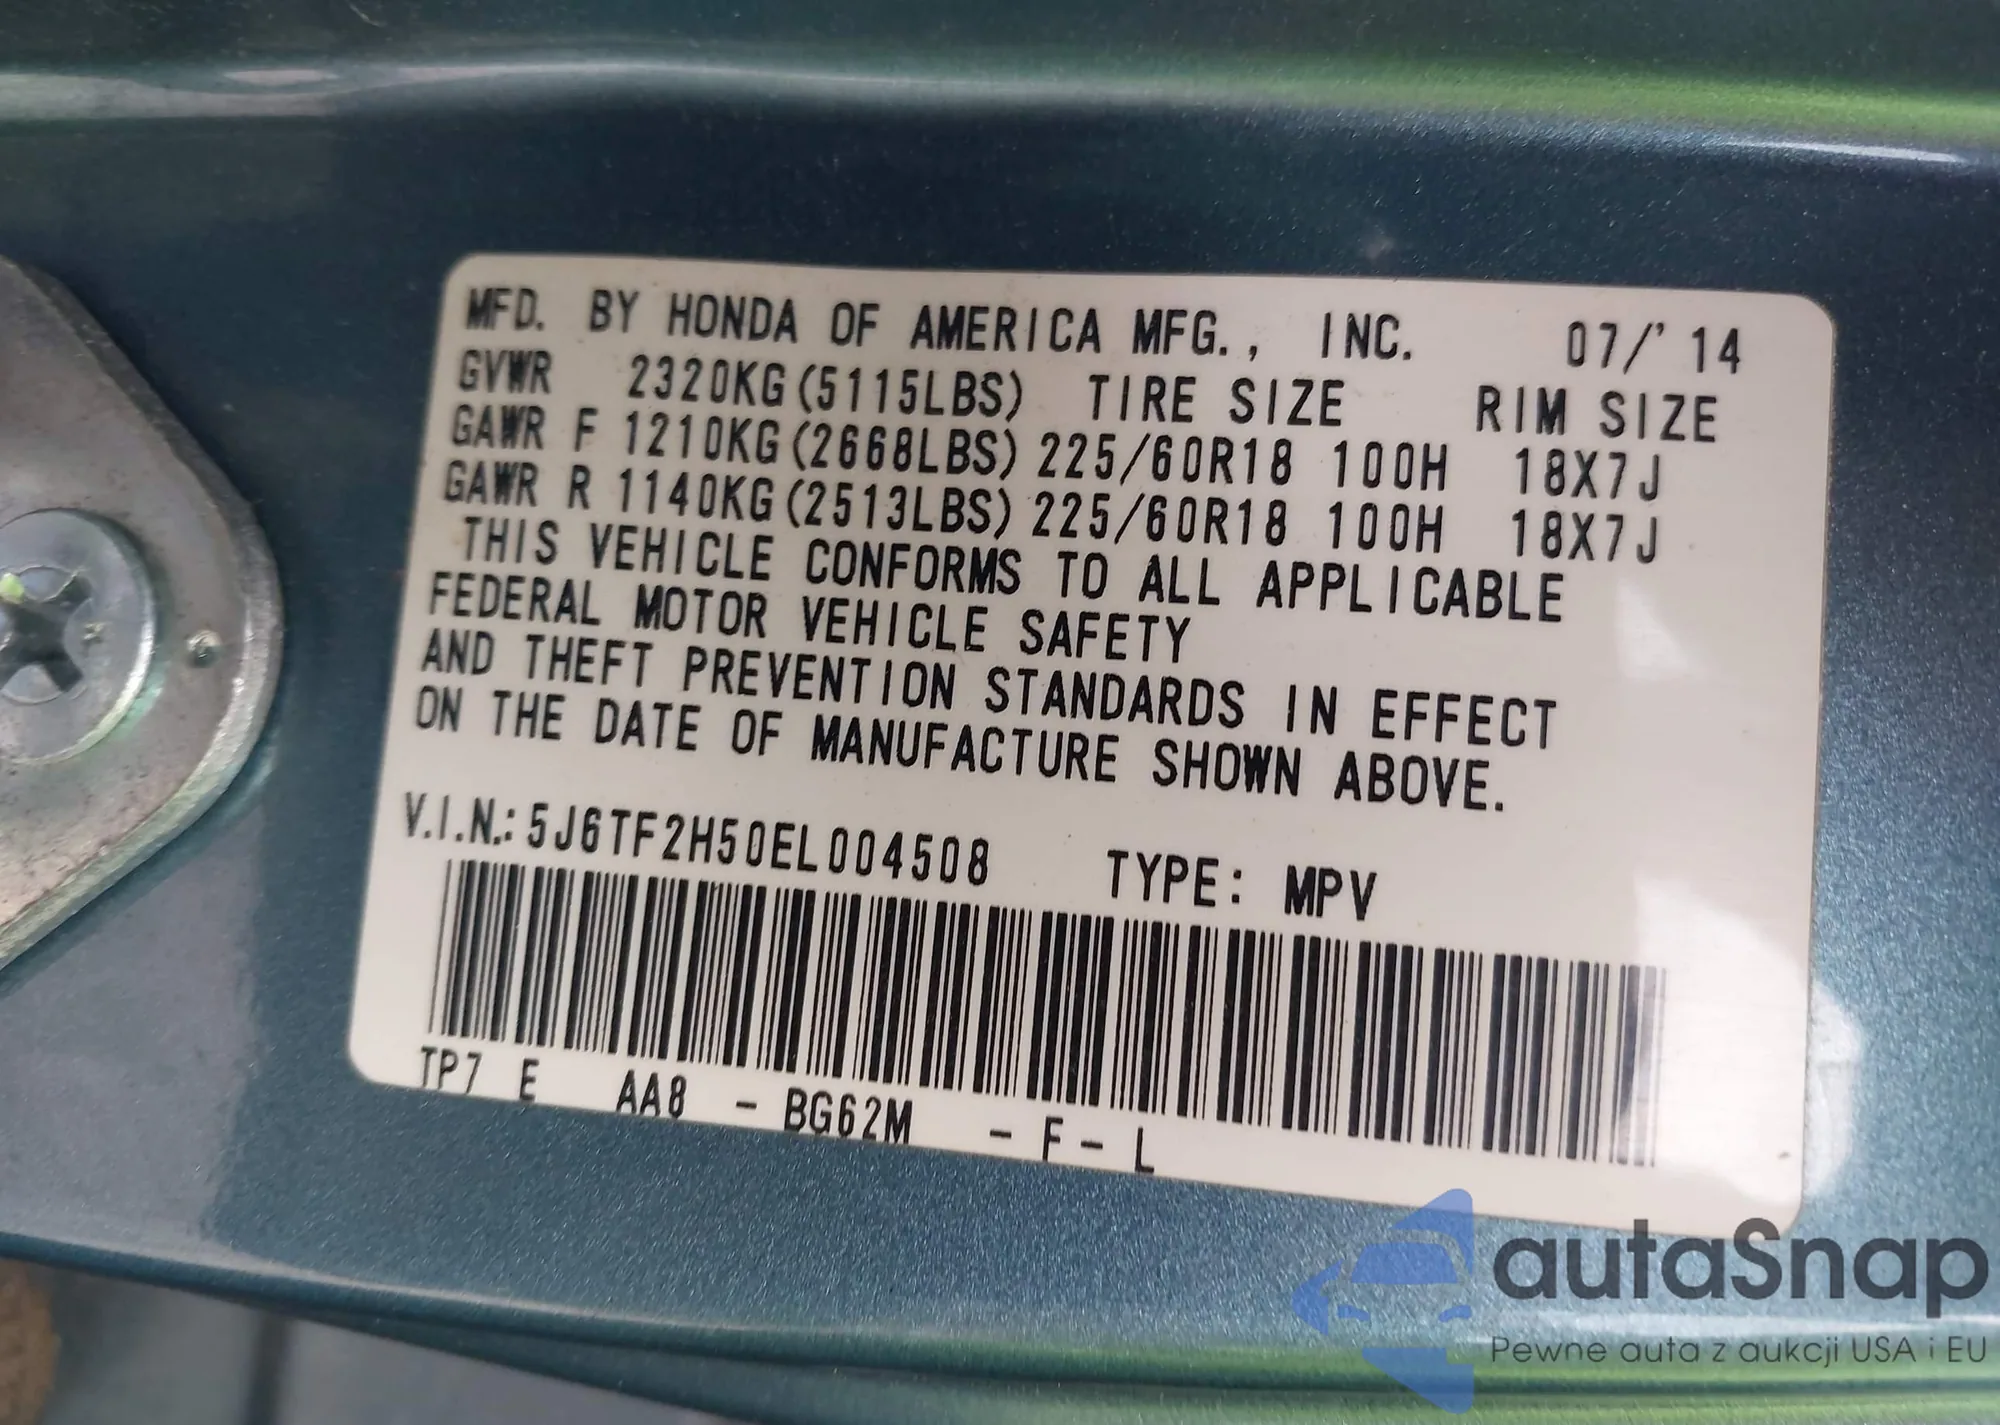 MFD. BY HONDA OF AMERICA MFG., INC. 07/'14
GVWR 2320KG(5115LBS) TIRE SIZE RIM SIZE
GAWR F 1210KG(2668LBS) 225/60R18 100H 18X7J
GAWR R 1140KG(2513LBS) 225/60R18 100H 18X7J
THIS VEHICLE CONFORMS TO ALL APPLICABLE
FEDERAL MOTOR VEHICLE SAFETY
AND THEFT PREVENTION STANDARDS IN EFFECT
ON THE DATE OF MANUFACTURE SHOWN ABOVE.
V.I.N.: 5J6TF2H50EL004508 TYPE: MPV
TP7 E AA8 - BG62M - F - L
autaSnap
Pewne auta z aukcji USA i EU